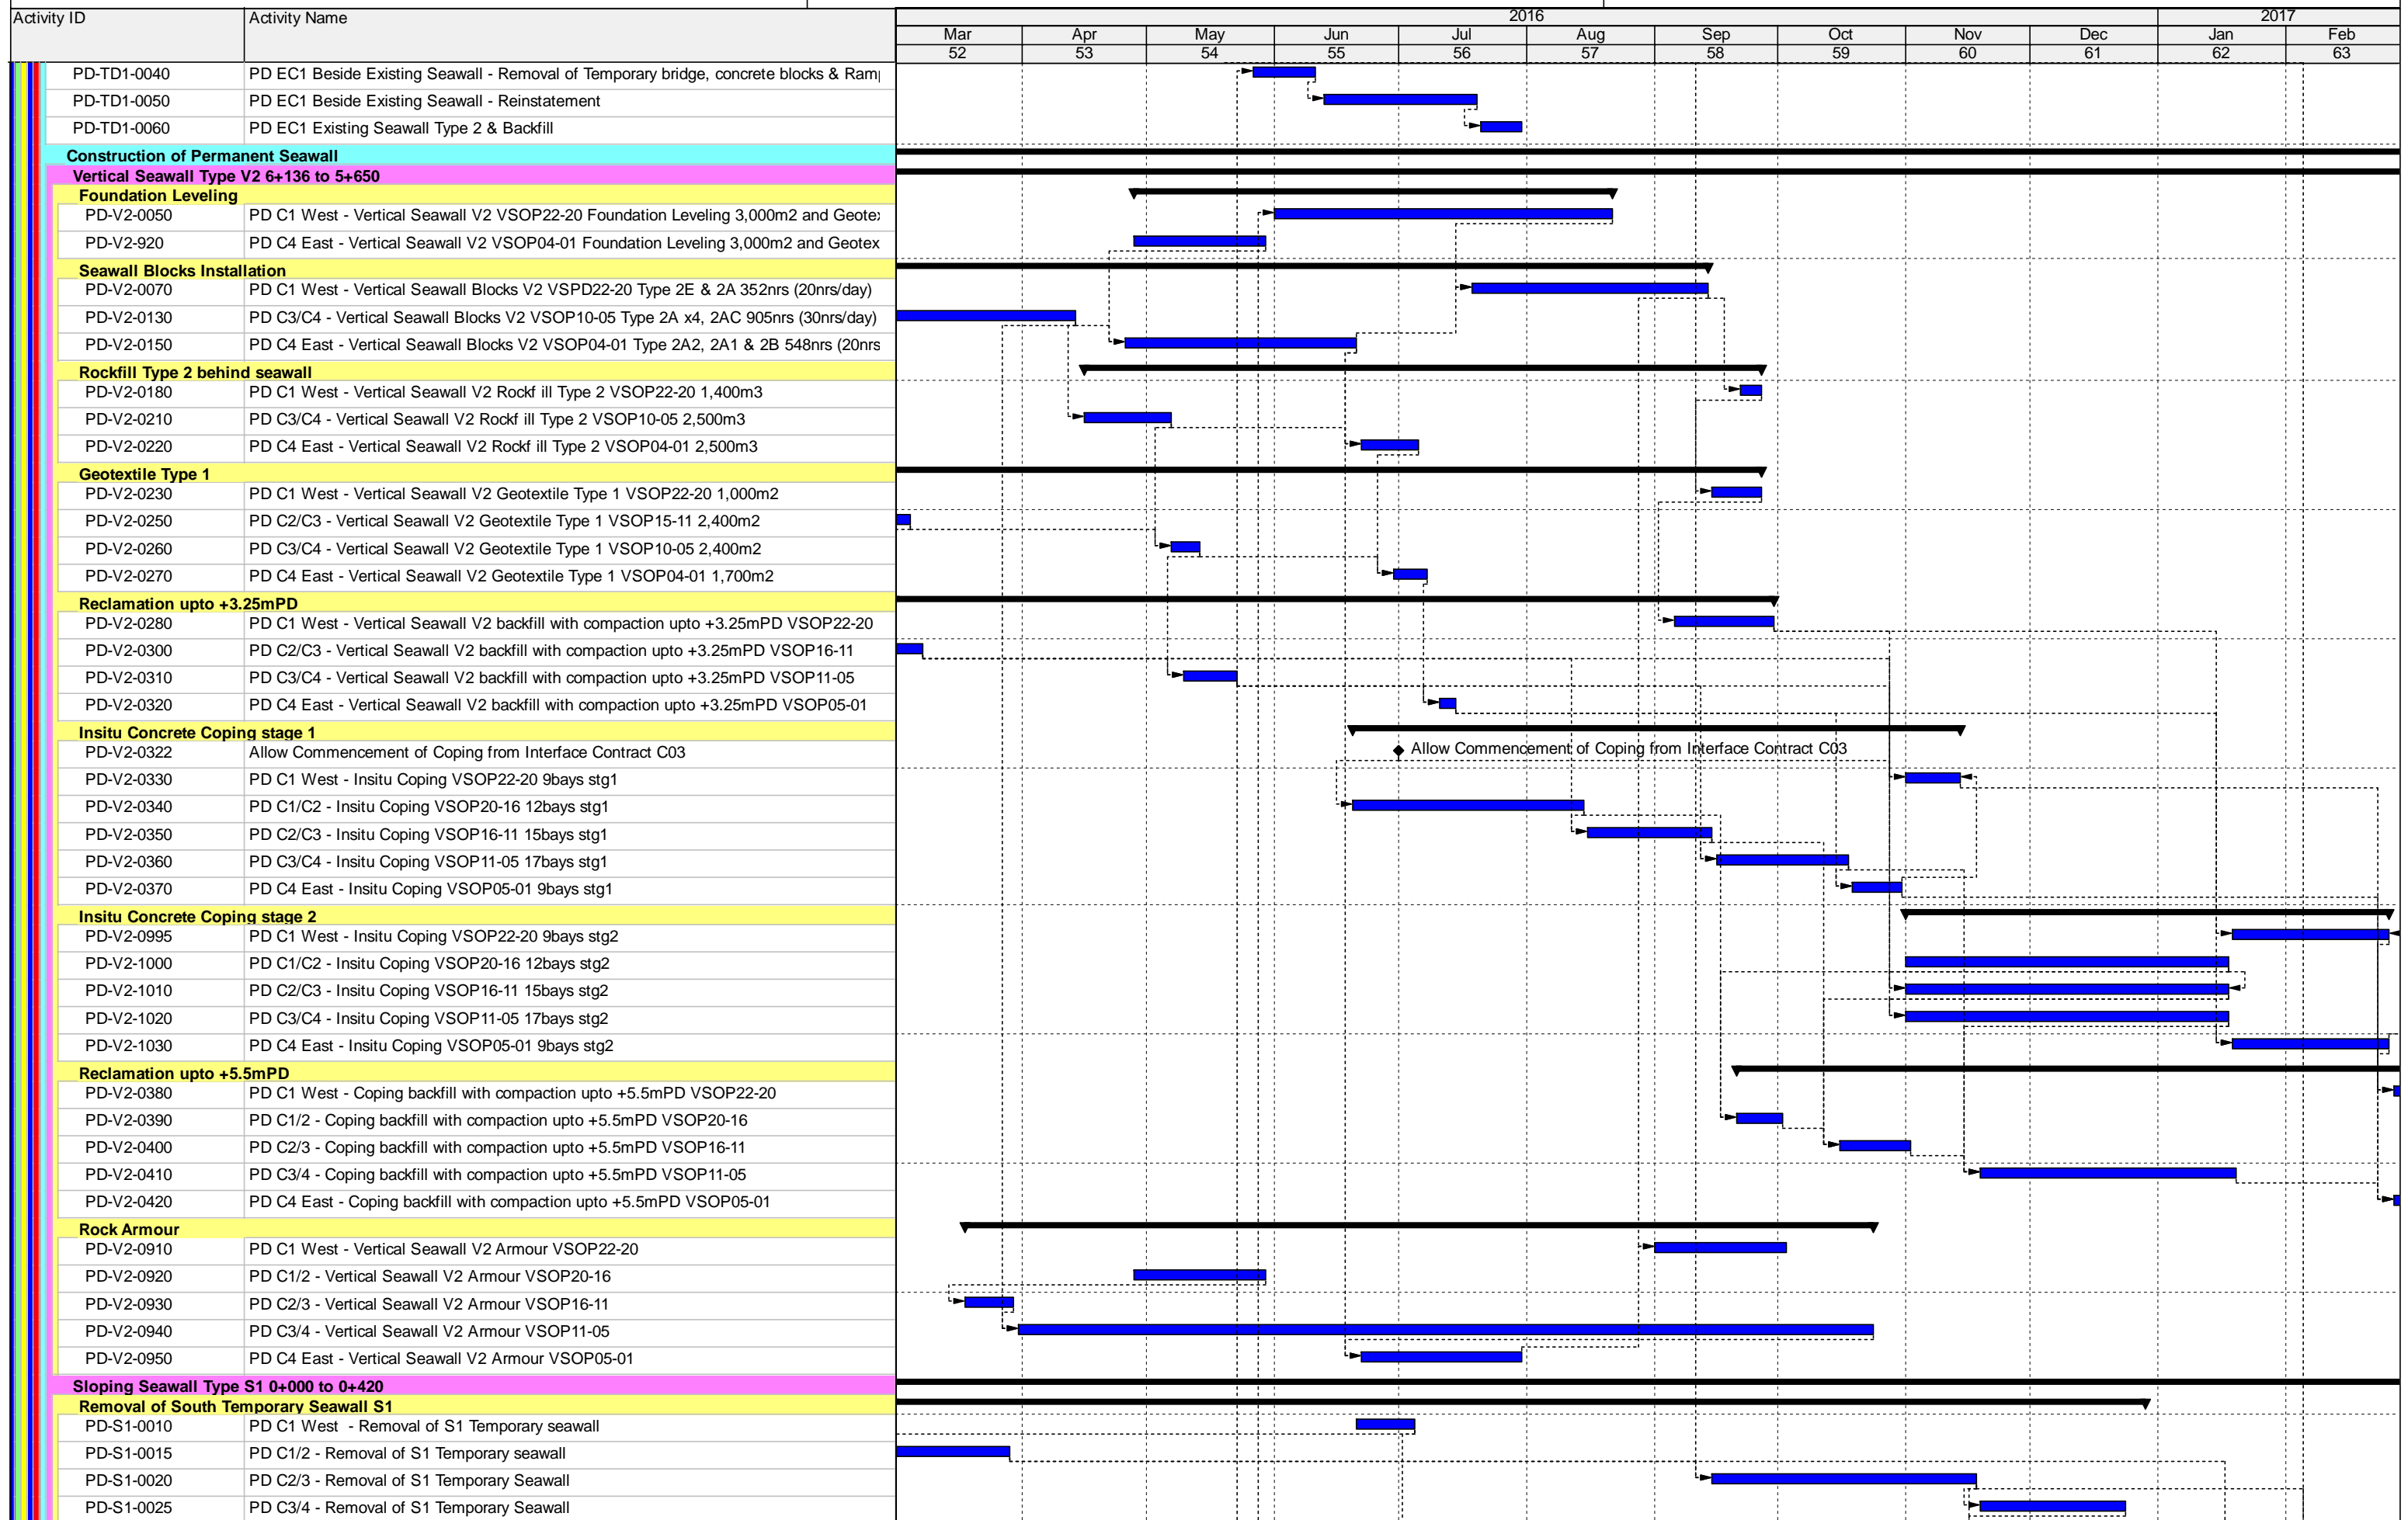 Activity ID Activity Name 2016 2017
Mar Apr May Jun Jul Aug Sep Oct Nov Dec Jan Feb
52 53 54 55 56 57 58 59 60 61 62 63
PD-TD1-0040 PD EC1 Beside Existing Seawall - Removal of Temporary bridge, concrete blocks & Ram
PD-TD1-0050 PD EC1 Beside Existing Seawall - Reinstatement
PD-TD1-0060 PD EC1 Existing Seawall Type 2 & Backfill
Construction of Permanent Seawall
Vertical Seawall Type V2 6+136 to 5+650
Foundation Leveling
PD-V2-0050 PD C1 West - Vertical Seawall V2 VSOP22-20 Foundation Leveling 3,000m2 and Geotex
PD-V2-920 PD C4 East - Vertical Seawall V2 VSOP04-01 Foundation Leveling 3,000m2 and Geotex
Seawall Blocks Installation
PD-V2-0070 PD C1 West - Vertical Seawall Blocks V2 VSPD22-20 Type 2E & 2A 352nrs (20nrs/day)
PD-V2-0130 PD C3/C4 - Vertical Seawall Blocks V2 VSOP10-05 Type 2A x4, 2AC 905nrs (30nrs/day)
PD-V2-0150 PD C4 East - Vertical Seawall Blocks V2 VSOP04-01 Type 2A2, 2A1 & 2B 548nrs (20nrs
Rockfill Type 2 behind seawall
PD-V2-0180 PD C1 West - Vertical Seawall V2 Rockf ill Type 2 VSOP22-20 1,400m3
PD-V2-0210 PD C3/C4 - Vertical Seawall V2 Rockf ill Type 2 VSOP10-05 2,500m3
PD-V2-0220 PD C4 East - Vertical Seawall V2 Rockf ill Type 2 VSOP04-01 2,500m3
Geotextile Type 1
PD-V2-0230 PD C1 West - Vertical Seawall V2 Geotextile Type 1 VSOP22-20 1,000m2
PD-V2-0250 PD C2/C3 - Vertical Seawall V2 Geotextile Type 1 VSOP15-11 2,400m2
PD-V2-0260 PD C3/C4 - Vertical Seawall V2 Geotextile Type 1 VSOP10-05 2,400m2
PD-V2-0270 PD C4 East - Vertical Seawall V2 Geotextile Type 1 VSOP04-01 1,700m2
Reclamation upto +3.25mPD
PD-V2-0280 PD C1 West - Vertical Seawall V2 backfill with compaction upto +3.25mPD VSOP22-20
PD-V2-0300 PD C2/C3 - Vertical Seawall V2 backfill with compaction upto +3.25mPD VSOP16-11
PD-V2-0310 PD C3/C4 - Vertical Seawall V2 backfill with compaction upto +3.25mPD VSOP11-05
PD-V2-0320 PD C4 East - Vertical Seawall V2 backfill with compaction upto +3.25mPD VSOP05-01
Insitu Concrete Coping stage 1
PD-V2-0322 Allow Commencement of Coping from Interface Contract C03 Allow Commencement of Coping from Interface Contract C03
PD-V2-0330 PD C1 West - Insitu Coping VSOP22-20 9bays stg1
PD-V2-0340 PD C1/C2 - Insitu Coping VSOP20-16 12bays stg1
PD-V2-0350 PD C2/C3 - Insitu Coping VSOP16-11 15bays stg1
PD-V2-0360 PD C3/C4 - Insitu Coping VSOP11-05 17bays stg1
PD-V2-0370 PD C4 East - Insitu Coping VSOP05-01 9bays stg1
Insitu Concrete Coping stage 2
PD-V2-0995 PD C1 West - Insitu Coping VSOP22-20 9bays stg2
PD-V2-1000 PD C1/C2 - Insitu Coping VSOP20-16 12bays stg2
PD-V2-1010 PD C2/C3 - Insitu Coping VSOP16-11 15bays stg2
PD-V2-1020 PD C3/C4 - Insitu Coping VSOP11-05 17bays stg2
PD-V2-1030 PD C4 East - Insitu Coping VSOP05-01 9bays stg2
Reclamation upto +5.5mPD
PD-V2-0380 PD C1 West - Coping backfill with compaction upto +5.5mPD VSOP22-20
PD-V2-0390 PD C1/2 - Coping backfill with compaction upto +5.5mPD VSOP20-16
PD-V2-0400 PD C2/3 - Coping backfill with compaction upto +5.5mPD VSOP16-11
PD-V2-0410 PD C3/4 - Coping backfill with compaction upto +5.5mPD VSOP11-05
PD-V2-0420 PD C4 East - Coping backfill with compaction upto +5.5mPD VSOP05-01
Rock Armour
PD-V2-0910 PD C1 West - Vertical Seawall V2 Armour VSOP22-20
PD-V2-0920 PD C1/2 - Vertical Seawall V2 Armour VSOP20-16
PD-V2-0930 PD C2/3 - Vertical Seawall V2 Armour VSOP16-11
PD-V2-0940 PD C3/4 - Vertical Seawall V2 Armour VSOP11-05
PD-V2-0950 PD C4 East - Vertical Seawall V2 Armour VSOP05-01
Sloping Seawall Type S1 0+000 to 0+420
Removal of South Temporary Seawall S1
PD-S1-0010 PD C1 West - Removal of S1 Temporary seawall
PD-S1-0015 PD C1/2 - Removal of S1 Temporary seawall
PD-S1-0020 PD C2/3 - Removal of S1 Temporary Seawall
PD-S1-0025 PD C3/4 - Removal of S1 Temporary Seawall